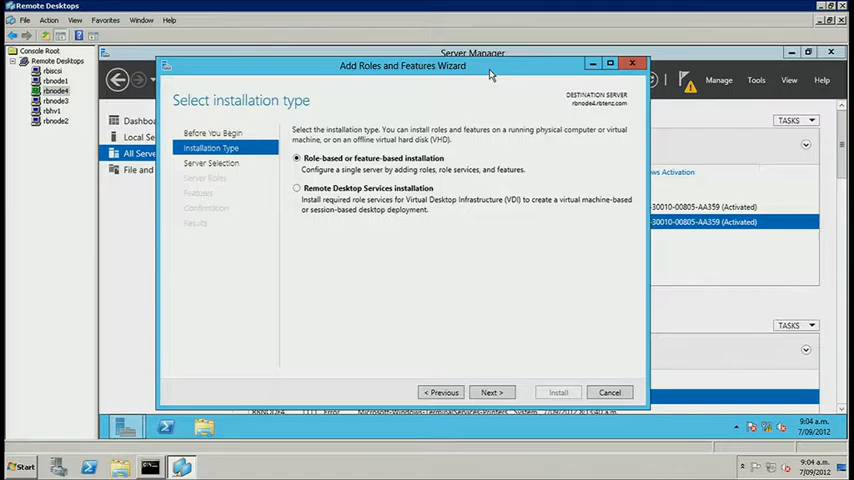 Remote Desktops
File Action View Favorites Window Help
Console Root
Remote Desktops
rbiscsi
rbnode1
rbnode4
rbnode3
rbhv1
rbnode2
Server Manager
Manage Tools View Help
Dashbo
Local Se
All Serve
File and
TASKS
Activation
-30010-00805-AA359 (Activated)
-30010-00805-AA359 (Activated)
TASKS
Add Roles and Features Wizard
Select installation type
DESTINATION SERVER
rbnode4.rbtenz.com
Before You Begin
Installation Type
Server Selection
Server Roles
Features
Confirmation
Results
Select the installation type. You can install roles and features on a running physical computer or virtual
machine, or on an offline virtual hard disk (VHD).
Role-based or feature-based installation
Configure a single server by adding roles, role services, and features.
Remote Desktop Services installation
Install required role services for Virtual Desktop Infrastructure (VDI) to create a virtual machine-based
or session-based desktop deployment.
< Previous Next > Install Cancel
9:04 a.m.
7/09/2012
Start
9:04 a.m.
7/09/2012